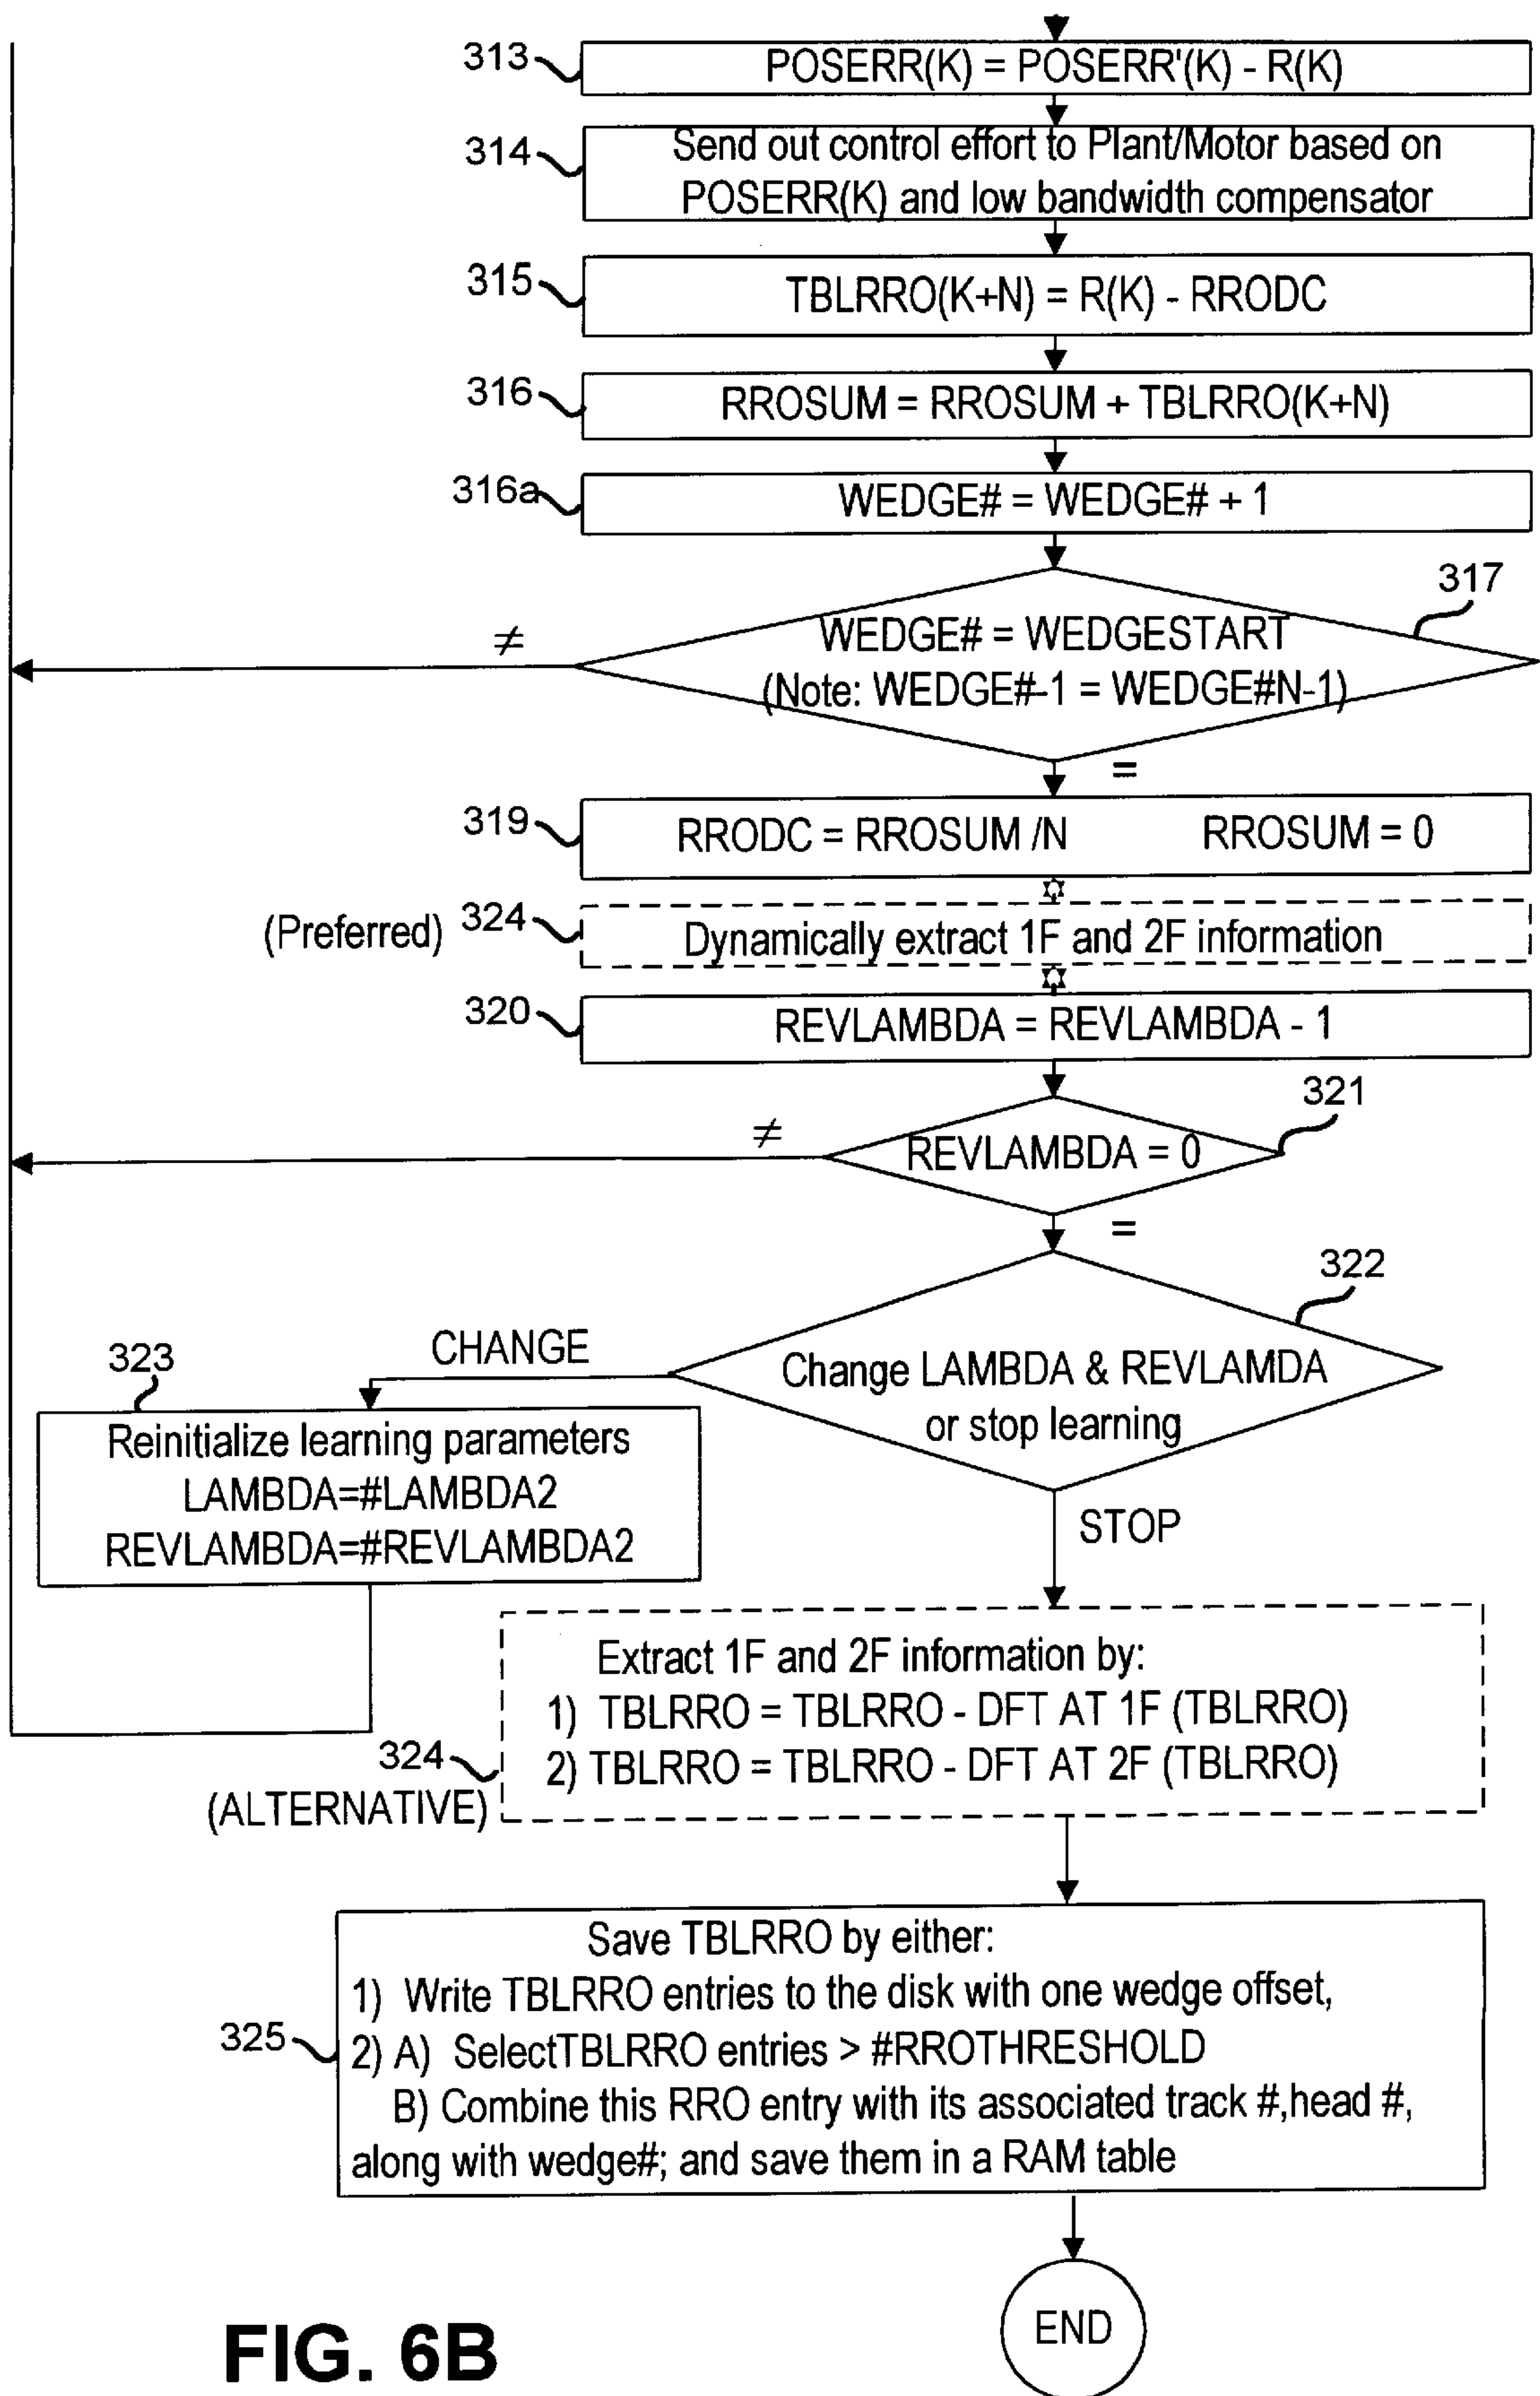 313
POSERR(K) = POSERR'(K) - R(K)
314
Send out control effort to Plant/Motor based on
POSERR(K) and low bandwidth compensator
315
TBLRRO(K+N) = R(K) - RRODC
316
RROSUM = RROSUM + TBLRRO(K+N)
316a
WEDGE# = WEDGE# + 1
317
≠
WEDGE# = WEDGESTART
(Note: WEDGE#-1 = WEDGE#N-1)
=
319
RRODC = RROSUM /N RROSUM = 0
(Preferred)
324
Dynamically extract 1F and 2F information
320
REVLAMBDA = REVLAMBDA - 1
321
≠
REVLAMBDA = 0
=
322
CHANGE
Change LAMBDA & REVLAMDA
or stop learning
323
Reinitialize learning parameters
LAMBDA=#LAMBDA2
REVLAMBDA=#REVLAMBDA2
STOP
Extract 1F and 2F information by:
1) TBLRRO = TBLRRO - DFT AT 1F (TBLRRO)
2) TBLRRO = TBLRRO - DFT AT 2F (TBLRRO)
324
(ALTERNATIVE)
Save TBLRRO by either:
1) Write TBLRRO entries to the disk with one wedge offset,
325
2) A) SelectTBLRRO entries > #RROTHRESHOLD
B) Combine this RRO entry with its associated track #,head #,
along with wedge#; and save them in a RAM table
END
FIG. 6B